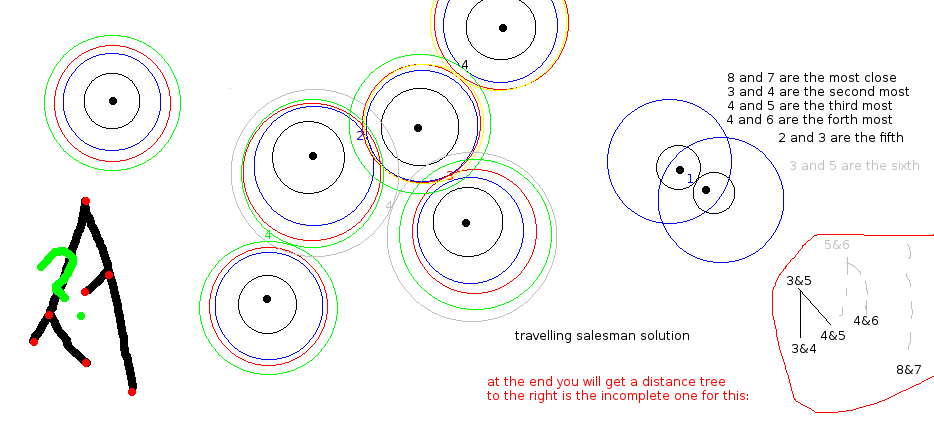 4
8 and 7 are the most close
3 and 4 are the second most
4 and 5 are the third most
4 and 6 are the forth most
2 and 3 are the fifth
3 and 5 are the sixth
2
1
3
4
4
?
5&6
3&5
4&6
4&5
3&4
8&7
travelling salesman solution
at the end you will get a distance tree
to the right is the incomplete one for this: